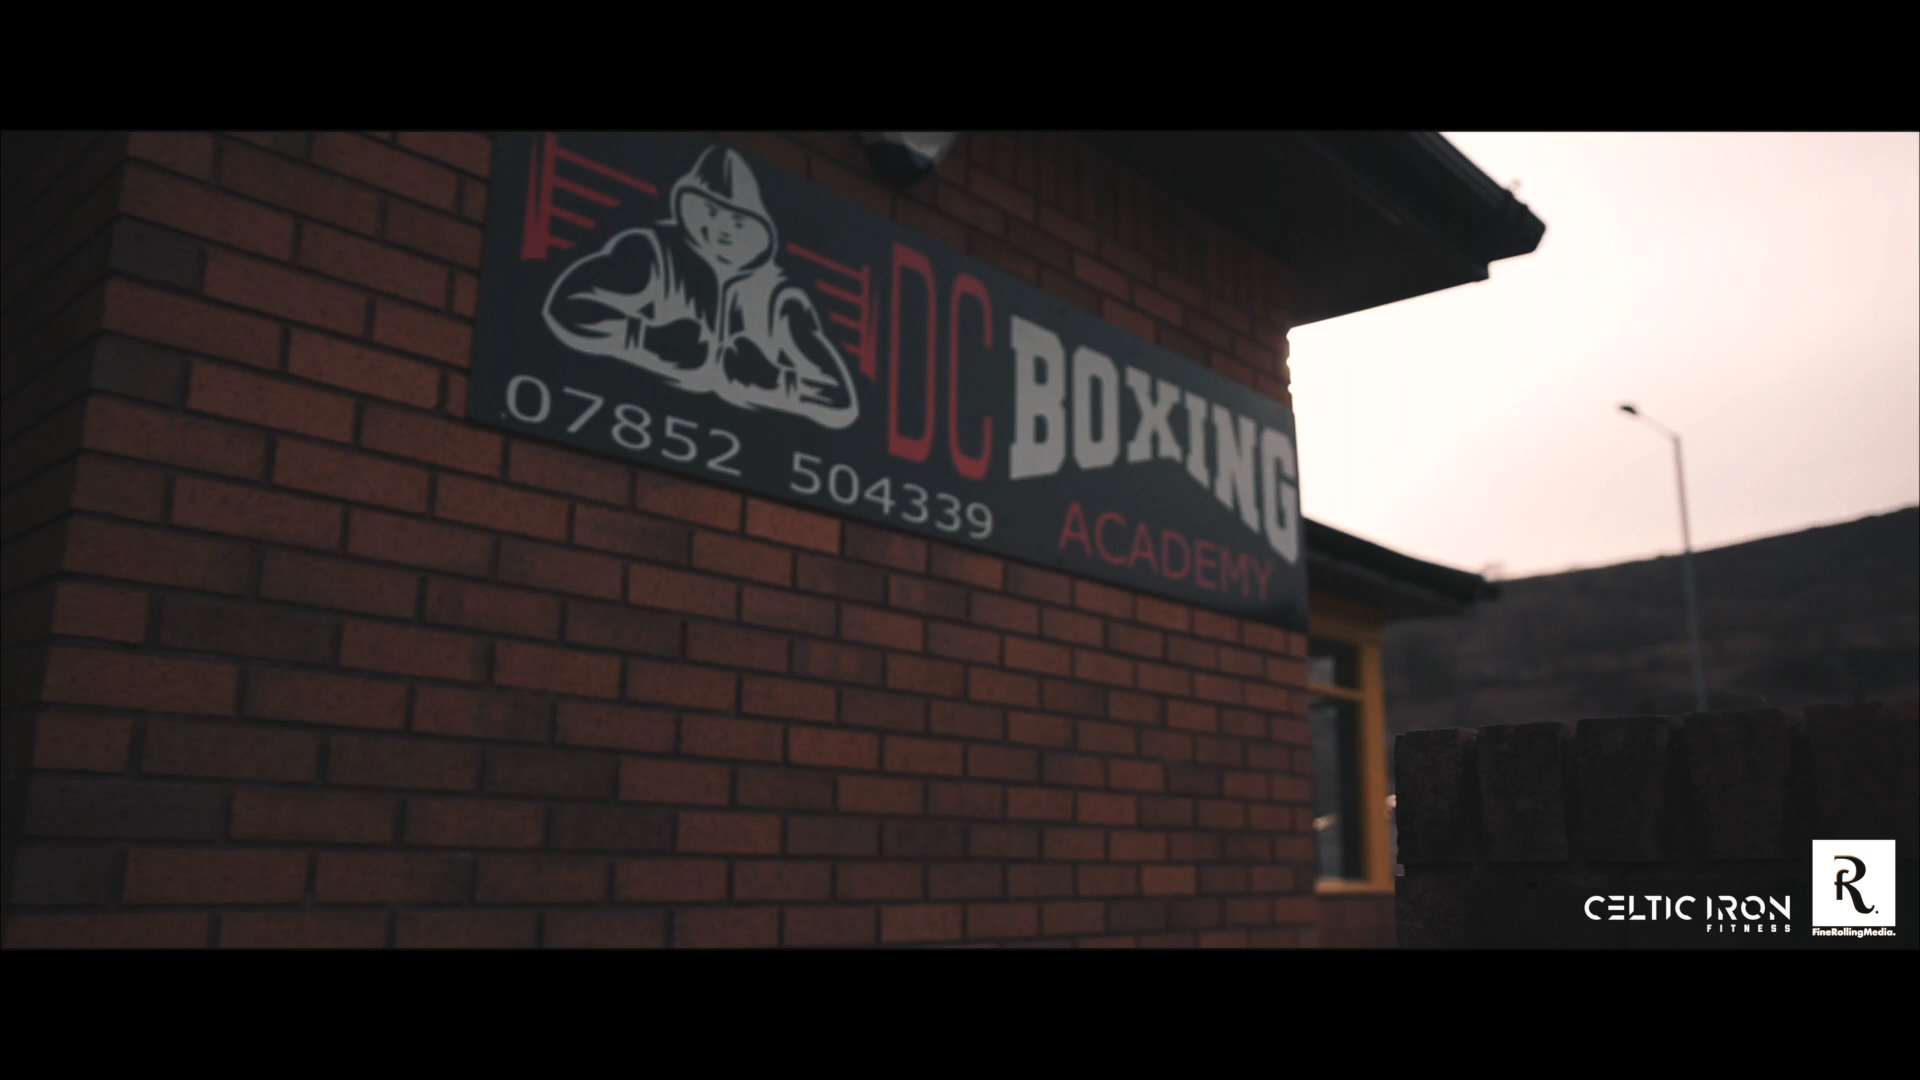 DC BOXING
ACADEMY
07852 504339
CELTIC IRON
FITNESS
R.
FineRollingMedia.